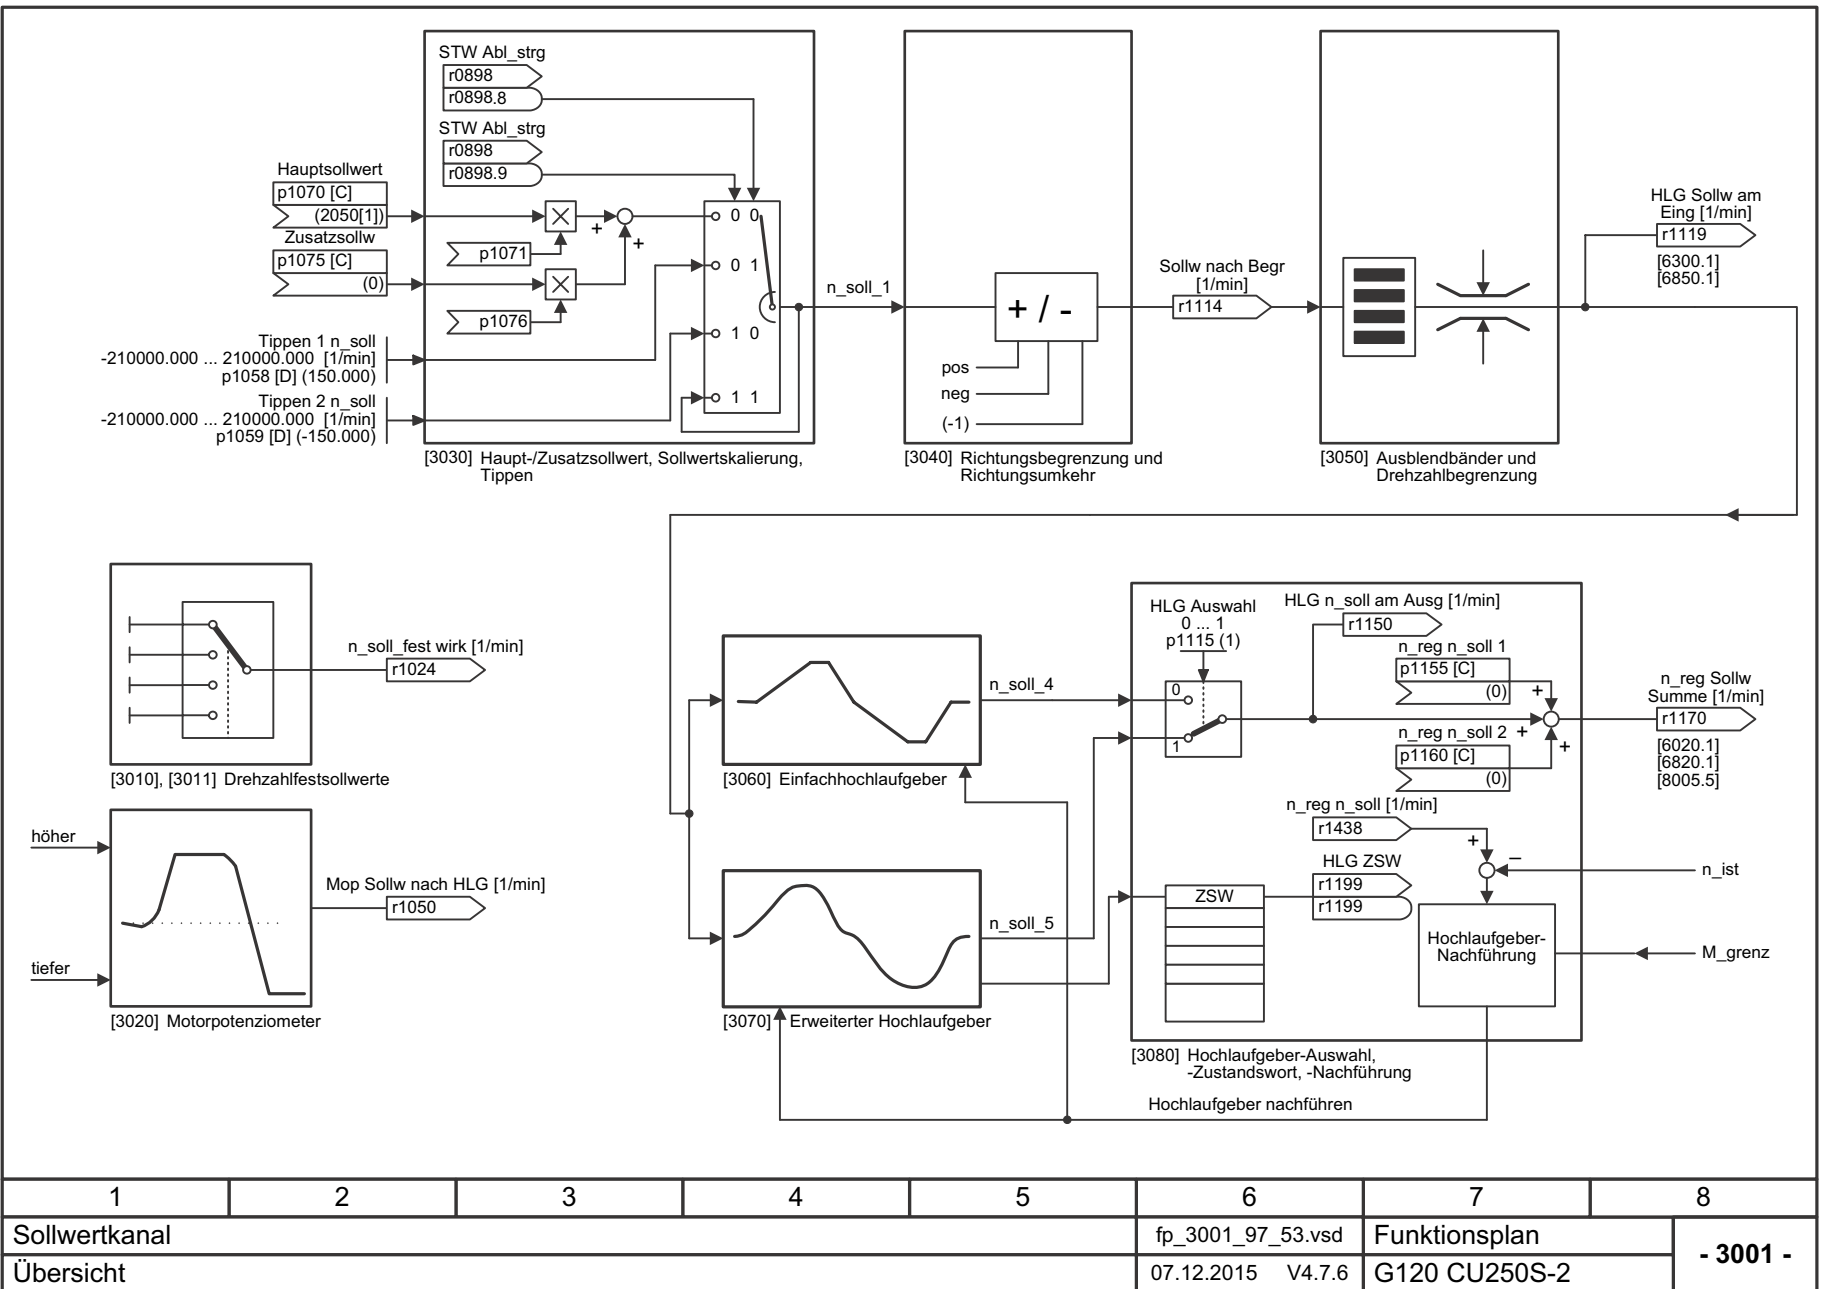 STW Abl_strg
r0898
r0898.8
STW Abl_strg
r0898
r0898.9
Hauptsollwert
p1070 [C]
(2050[1])
Zusatzsollw
p1075 [C]
(0)
p1071
p1076
Tippen 1 n_soll
-210000.000 ... 210000.000 [1/min]
p1058 [D] (150.000)
Tippen 2 n_soll
-210000.000 ... 210000.000 [1/min]
p1059 [D] (-150.000)
+
+
0 0
0 1
1 0
1 1
[3030] Haupt-/Zusatzsollwert, Sollwertskalierung,
Tippen
n_soll_1
+ / -
pos
neg
(-1)
[3040] Richtungsbegrenzung und
Richtungsumkehr
Sollw nach Begr
[1/min]
r1114
[3050] Ausblendbänder und
Drehzahlbegrenzung
HLG Sollw am
Eing [1/min]
r1119
[6300.1]
[6850.1]
n_soll_fest wirk [1/min]
r1024
[3010], [3011] Drehzahlfestsollwerte
höher
tiefer
Mop Sollw nach HLG [1/min]
r1050
[3020] Motorpotenziometer
n_soll_4
[3060] Einfachhochlaufgeber
n_soll_5
[3070] Erweiterter Hochlaufgeber
HLG Auswahl
0 ... 1
p1115 (1)
0
1
HLG n_soll am Ausg [1/min]
r1150
n_reg n_soll 1
p1155 [C]
(0)
+
n_reg n_soll 2
+
p1160 [C]
(0)
+
n_reg Sollw
Summe [1/min]
r1170
[6020.1]
[6820.1]
[8005.5]
n_reg n_soll [1/min]
r1438
+
–
n_ist
HLG ZSW
r1199
r1199
ZSW
Hochlaufgeber-
Nachführung
M_grenz
[3080] Hochlaufgeber-Auswahl,
-Zustandswort, -Nachführung
Hochlaufgeber nachführen
1 2 3 4 5 6 7 8
Sollwertkanal
fp_3001_97_53.vsd
Funktionsplan
- 3001 -
Übersicht
07.12.2015 V4.7.6
G120 CU250S-2